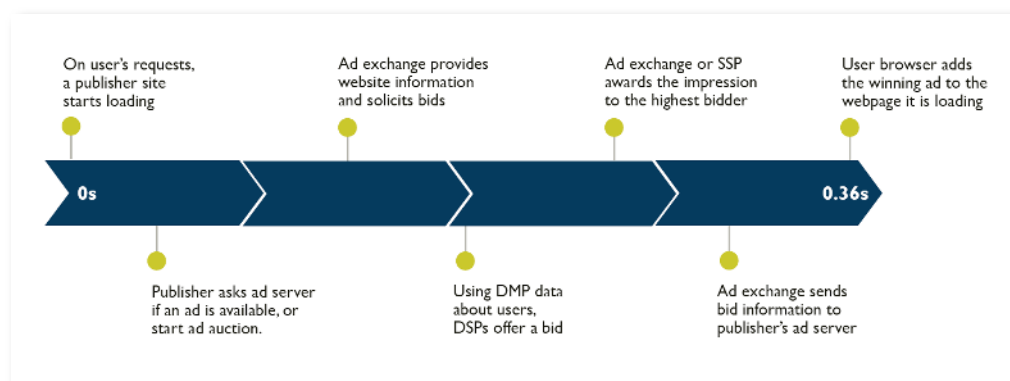 On user's requests,
a publisher site
starts loading
Ad exchange provides
website information
and solicits bids
Ad exchange or SSP
awards the impression
to the highest bidder
User browser adds
the winning ad to the
webpage it is loading
0s
0.36s
Publisher asks ad server
if an ad is available, or
start ad auction.
Using DMP data
about users,
DSPs offer a bid
Ad exchange sends
bid information to
publisher's ad server